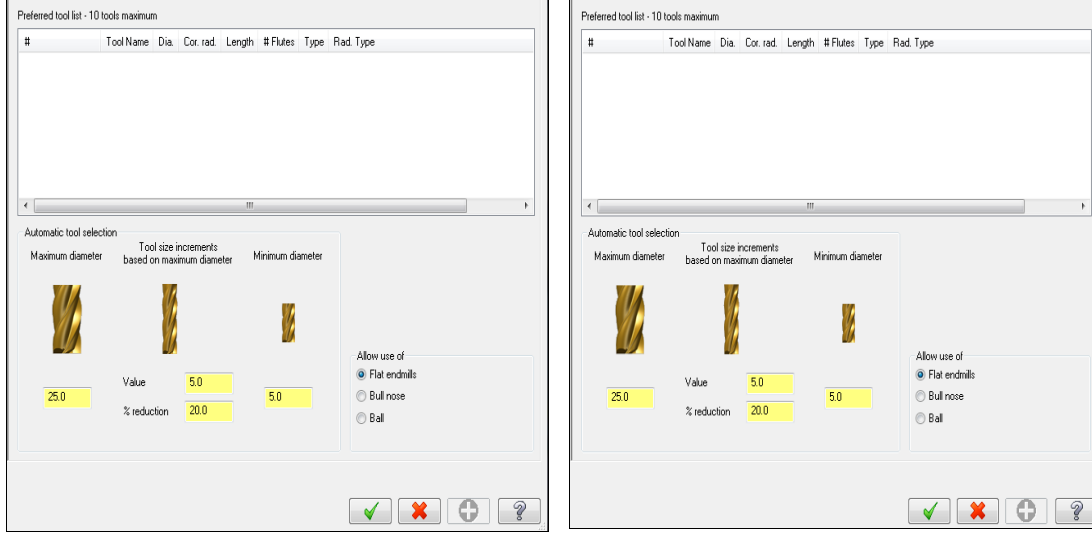 Preferred tool list - 10 tools maximum
# Tool Name Dia. Cor. rad. Length # Flutes Type Rad. Type
Automatic tool selection
Maximum diameter
Tool size increments
based on maximum diameter
Minimum diameter
25.0
Value 5.0
% reduction 20.0
5.0
Allow use of
Flat endmills
Bull nose
Ball
Preferred tool list - 10 tools maximum
# Tool Name Dia. Cor. rad. Length # Flutes Type Rad. Type
Automatic tool selection
Maximum diameter
Tool size increments
based on maximum diameter
Minimum diameter
25.0
Value 5.0
% reduction 20.0
5.0
Allow use of
Flat endmills
Bull nose
Ball